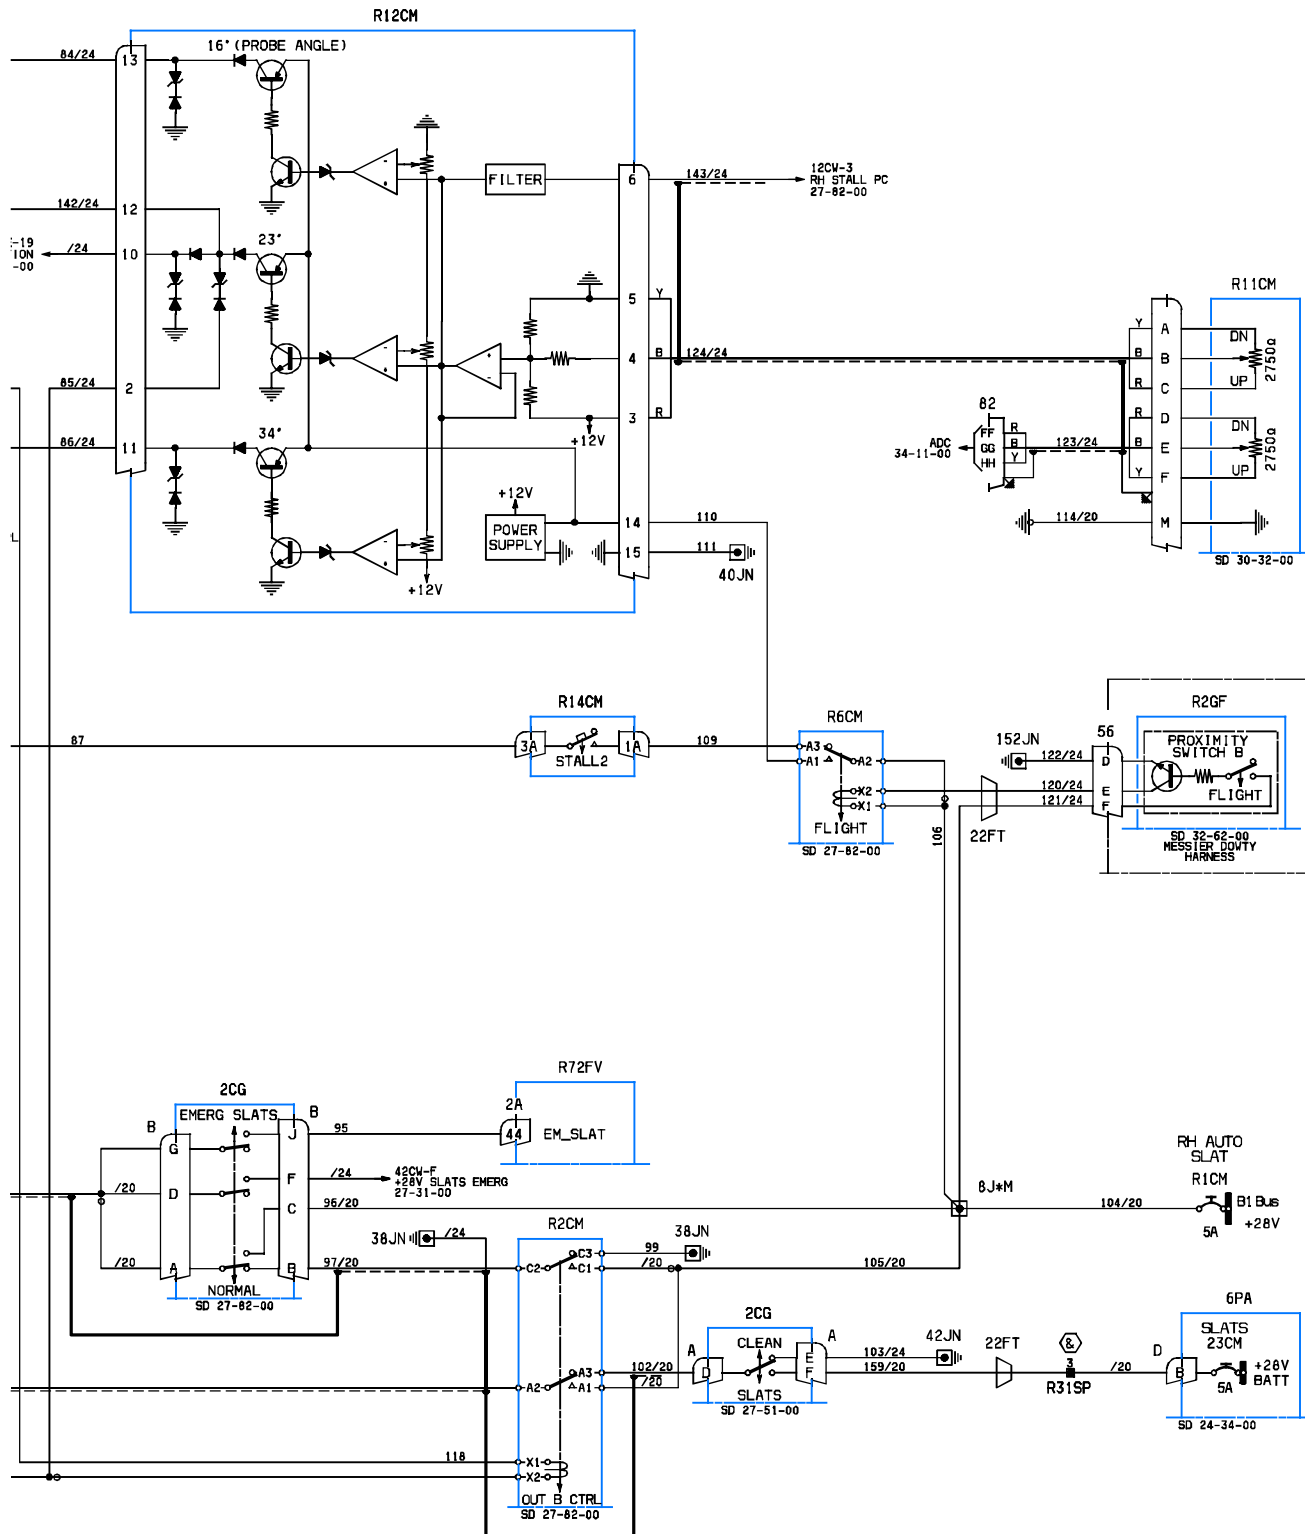 R12CM
16° (PROBE ANGLE)
84/24
13
FILTER
6
143/24
12CW-3
RH STALL PC
27-82-00
142/24
12
-19
TION
-00
/24
10
23°
5
Y
4
B
124/24
85/24
2
3
R
+12V
86/24
11
34°
+12V
POWER
SUPPLY
14
110
15
111
40JN
+12V
R11CM
Y
A
DN
B
B
2750Ω
R
C
UP
82
R
D
DN
FF
R
ADC
34-11-00
GG
B
123/24
B
E
2750Ω
HH
Y
Y
F
UP
114/20
M
SD 30-32-00
L
R14CM
87
3A
1A
STALL2
109
R6CM
A3
A1
A2
X2
X1
FLIGHT
SD 27-82-00
106
152JN
22FT
122/24
120/24
121/24
56
D
E
F
R2GF
PROXIMITY
SWITCH B
FLIGHT
SD 32-62-00
MESSIER DOWTY
HARNESS
2CG
EMERG SLATS
B
B
G
J
95
/20
D
F
/24
42CW-F
+28V SLATS EMERG
27-31-00
C
96/20
/20
A
B
97/20
NORMAL
SD 27-82-00
R72FV
2A
44
EM_SLAT
38JN
/24
R2CM
C3
99
38JN
C2
C1
/20
105/20
A3
102/20
A2
A1
/20
118
X1
X2
OUT B CTRL
SD 27-82-00
8J*M
104/20
RH AUTO
SLAT
R1CM
B1 Bus
5A
+28V
2CG
A
CLEAN
A
D
E
103/24
42JN
F
159/20
SLATS
SD 27-51-00
22FT
&
3
R31SP
/20
6PA
D
SLATS
23CM
B
5A
+28V
BATT
SD 24-34-00